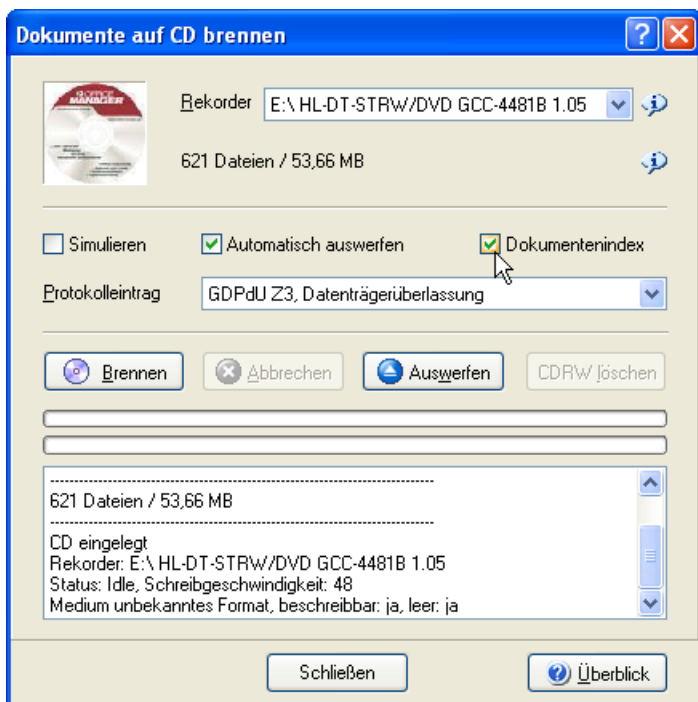 Dokumente auf CD brennen
OFFICE
MANAGER
Rekorder E:\ HL-DT-STRW/DVD GCC-4481B 1.05
621 Dateien / 53,66 MB
Simulieren Automatisch auswerfen Dokumentenindex
Protokolleintrag GDPdU Z3, Datenträgerüberlassung
Brennen Abbrechen Auswerfen CDRW löschen
--------------------------------------------------------------------------------
621 Dateien / 53,66 MB
--------------------------------------------------------------------------------
CD eingelegt
Rekorder: E:\ HL-DT-STRW/DVD GCC-4481B 1.05
Status: Idle, Schreibgeschwindigkeit: 48
Medium unbekanntes Format, beschreibbar: ja, leer: ja
Schließen Überblick